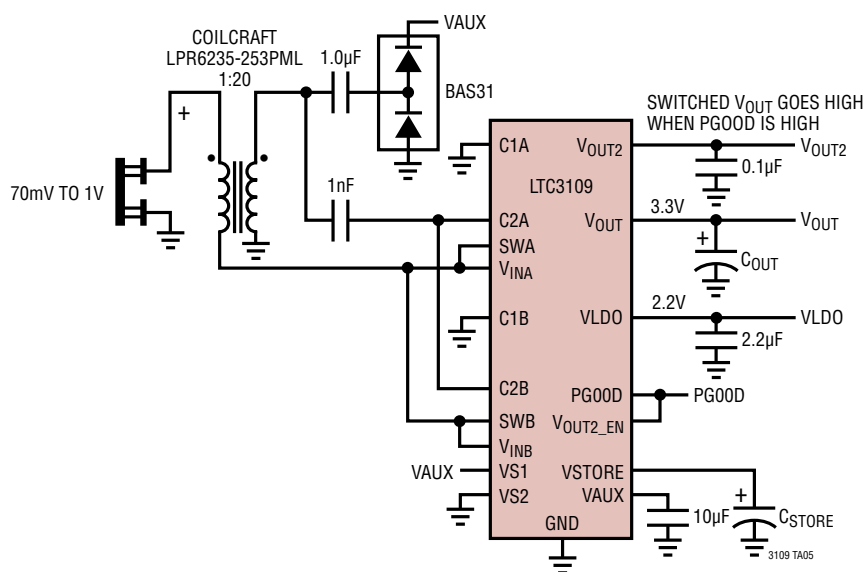 VAUX
COILCRAFT
LPR6235-253PML
1:20
1.0µF
BAS31
+
70mV TO 1V
1nF
SWITCHED VOUT GOES HIGH
WHEN PGOOD IS HIGH
LTC3109
C1A
C2A
SWA
VINA
C1B
C2B
SWB
VINB
VAUX
VS1
VS2
GND
VOUT2
VOUT2
0.1µF
VOUT
3.3V
VOUT
+
COUT
VLDO
2.2V
VLDO
2.2µF
PG00D
PG00D
VOUT2_EN
VSTORE
VAUX
10µF
+
CSTORE
3109 TA05